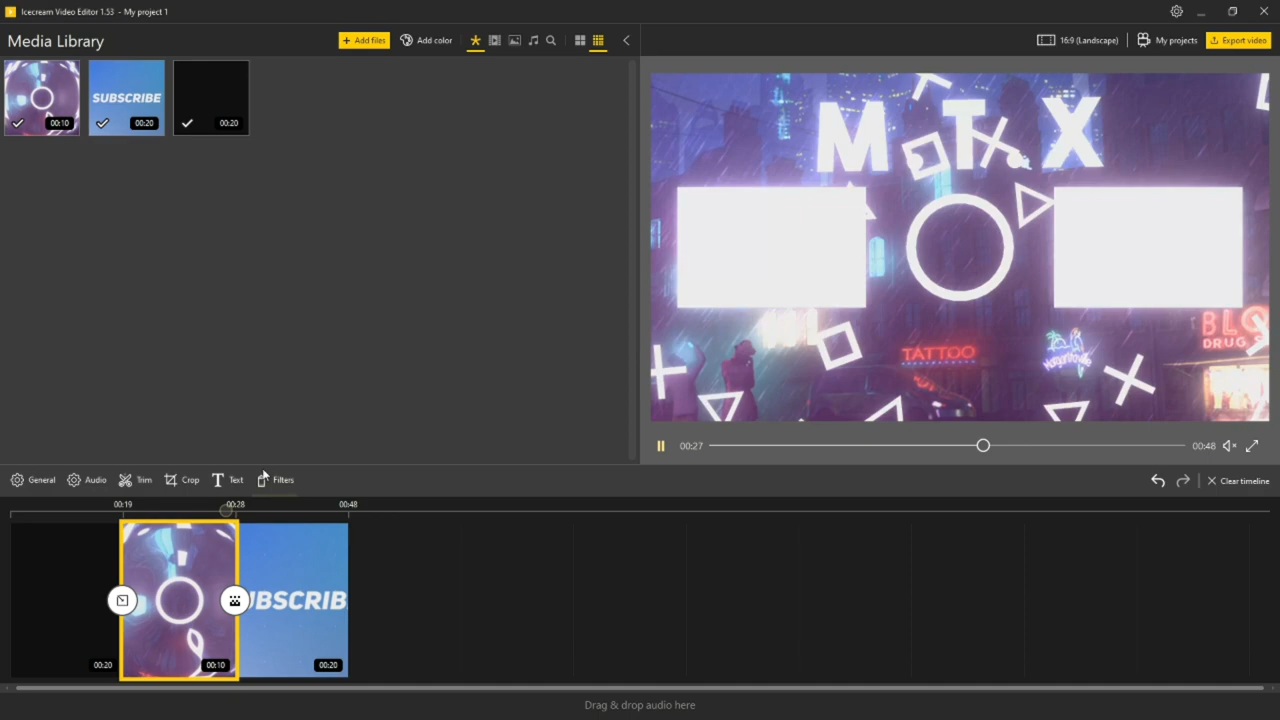 Icecream Video Editor 1.53 - My project 1
Media Library
Add files
Add color
16:9 (Landscape)
My projects
Export video
00:10
SUBSCRIBE
00:20
00:20
MTX
TATTOO
Margaritaville
BLO
DRUG S
00:27
00:48
General
Audio
Trim
Crop
Text
Filters
Clear timeline
00:19
00:28
00:48
00:20
00:10
UBSCRIB
00:20
Drag & drop audio here